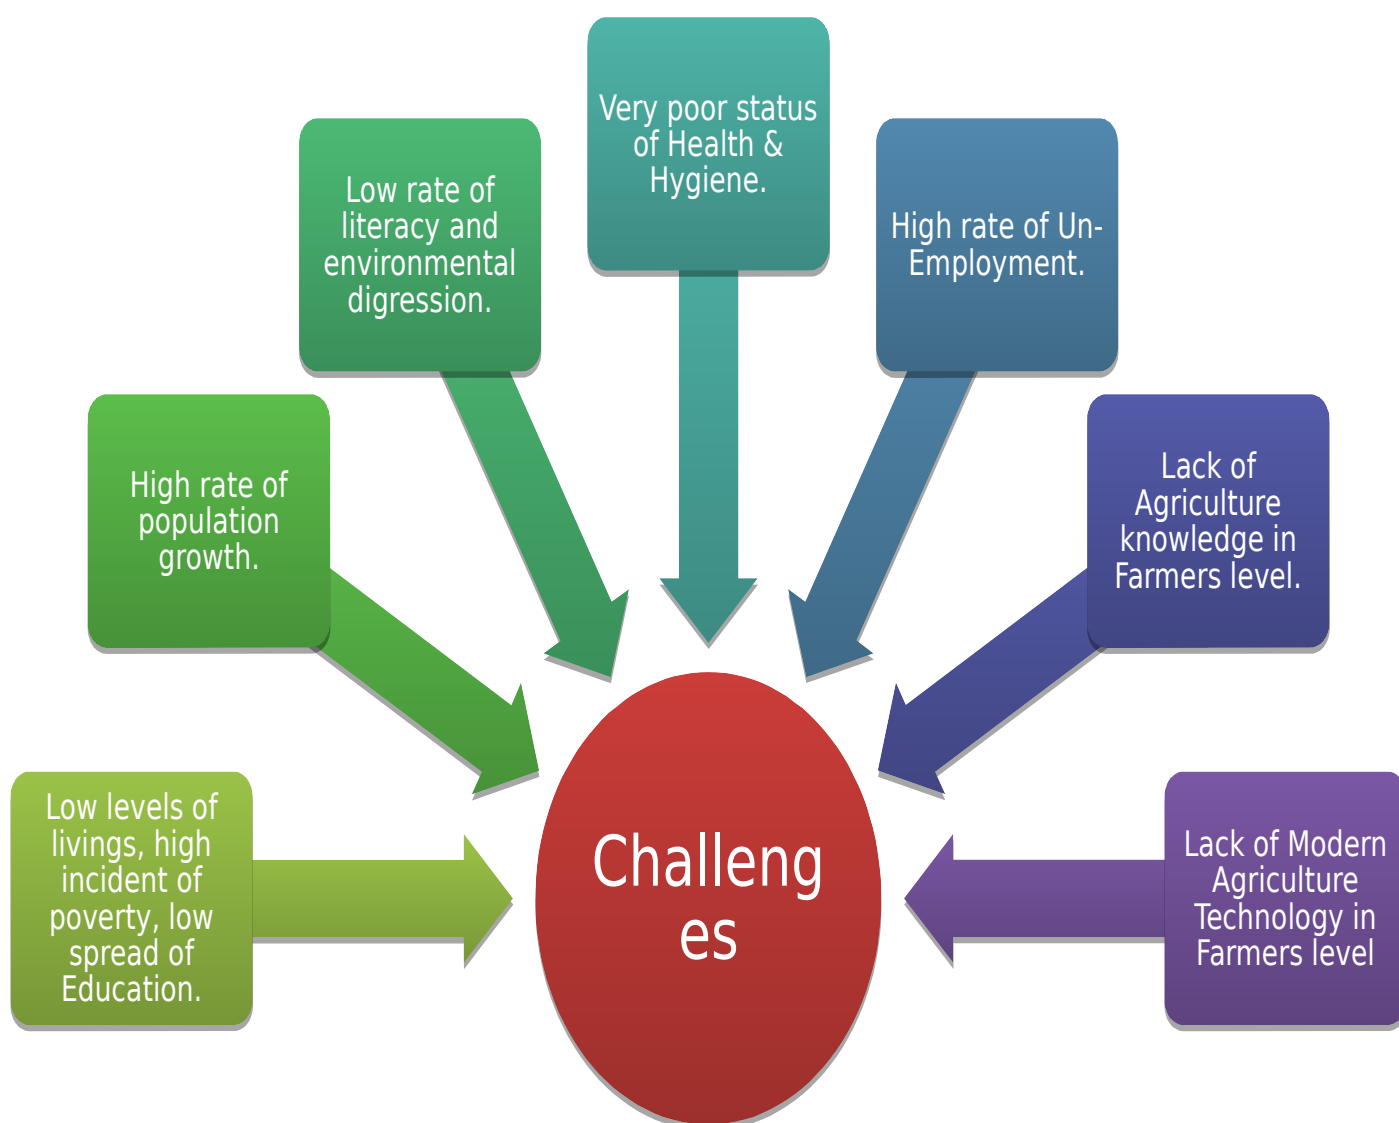 Very poor status
of Health &
Hygiene.
Low rate of
literacy and
environmental
digression.
High rate of Un-
Employment.
High rate of
population
growth.
Lack of
Agriculture
knowledge in
Farmers level.
Low levels of
livings, high
incident of
poverty, low
spread of
Education.
Challeng
es
Lack of Modern
Agriculture
Technology in
Farmers level